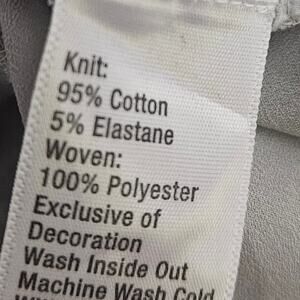 Knit:
95% Cotton
5% Elastane
Woven:
100% Polyester
Exclusive of
Decoration
Wash Inside Out
Machine Wash Cold